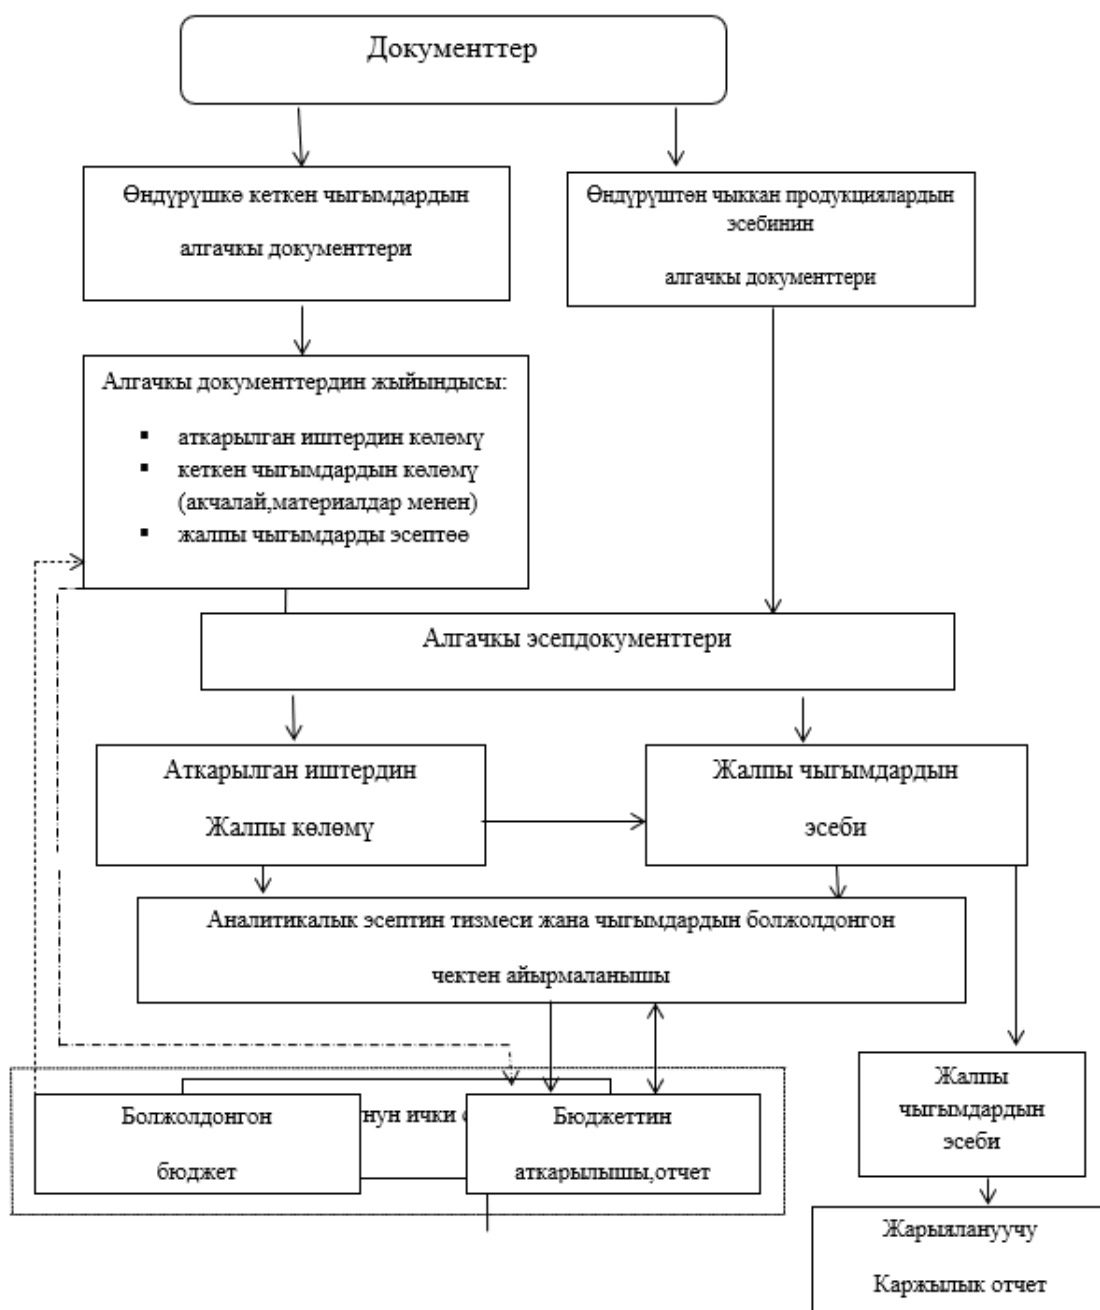 Документтер
Өндүрүшкө кеткен чыгымдардын
алгачкы документтери
Өндүрүштөн чыккан продукциялардын
эсебинин
алгачкы документтери
Алгачкы документтердин жыйындысы:
▪ аткарылган иштердин көлөмү
▪ кеткен чыгымдардын көлөмү
(акчалай,материалдар менен)
▪ жалпы чыгымдарды эсептөө
Алгачкы эсепдокументтери
Аткарылган иштердин
Жалпы көлөмү
Жалпы чыгымдардын
эсеби
Аналитикалык эсептин тизмеси жана чыгымдардын болжолдонгон
чектен айырмаланышы
Болжолдонгон
бюджет
ички
Бюджеттин
аткарылышы,отчет
Жалпы
чыгымдардын
эсеби
Жарыялануучу
Каржылык отчет